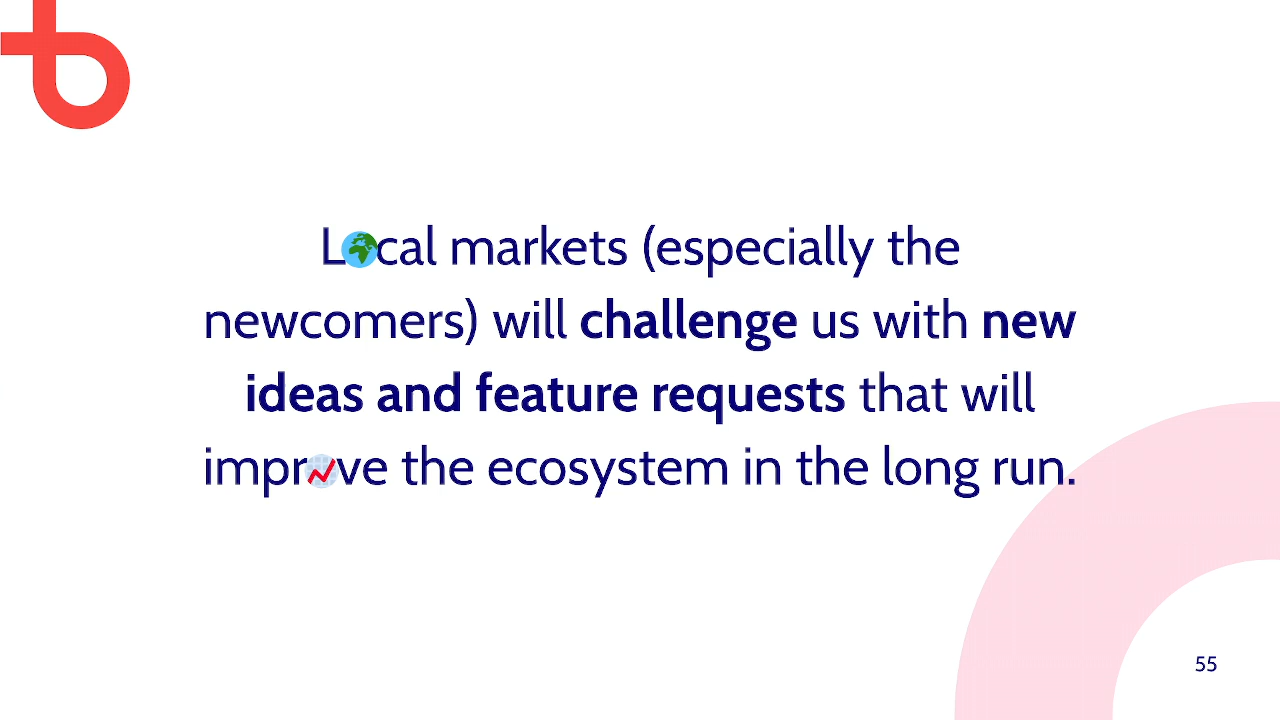 L🌍cal markets (especially the
newcomers) will challenge us with new
ideas and feature requests that will
impr📈ve the ecosystem in the long run.
55